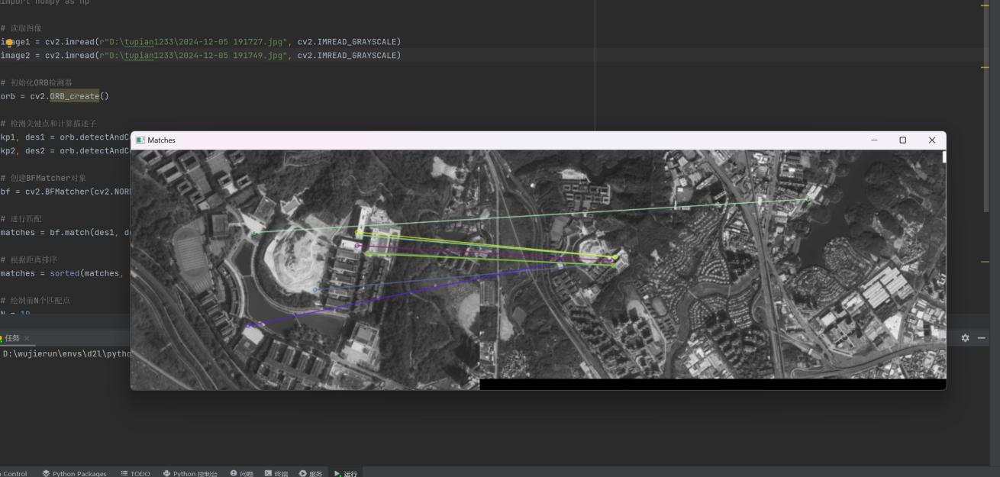 import numpy as np
# 读取图像
image1 = cv2.imread(r"D:\tupian1233\2024-12-05 191727.jpg", cv2.IMREAD_GRAYSCALE)
image2 = cv2.imread(r"D:\tupian1233\2024-12-05 191749.jpg", cv2.IMREAD_GRAYSCALE)
# 初始化ORB检测器
orb = cv2.ORB_create()
# 检测关键点和计算描述子
kp1, des1 = orb.detectAndC
kp2, des2 = orb.detectAndC
# 创建BFMatcher对象
bf = cv2.BFMatcher(cv2.NOR
# 进行匹配
matches = bf.match(des1, d
# 根据距离排序
matches = sorted(matches,
# 绘制前N个匹配点
N = 10
Matches
任务
D:\wujierun\envs\d2l\pytho
Control Python Packages TODO Python 控制台 问题 终端 服务 运行